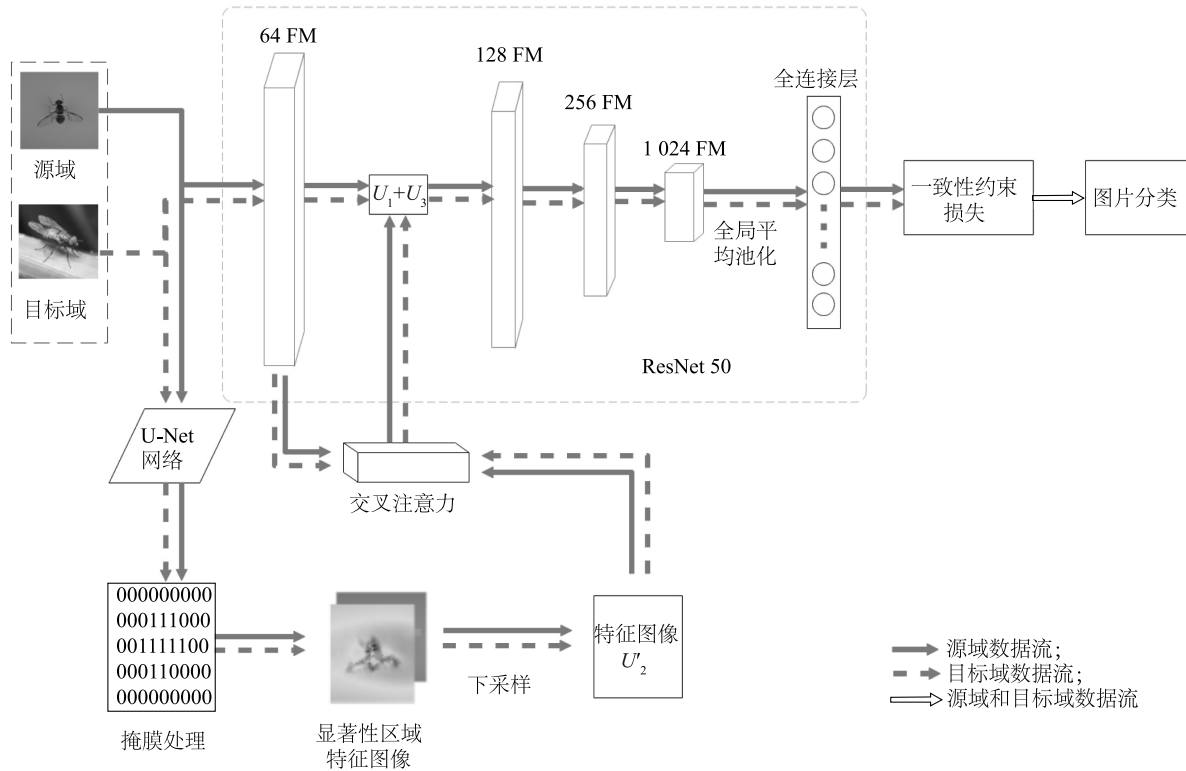 64 FM
128 FM
256 FM
1 024 FM
全连接层
源域
目标域
U₁+U₃
全局平
均池化
一致性约束
损失
图片分类
ResNet 50
U-Net
网络
交叉注意力
000000000
000111000
001111100
000110000
000000000
掩膜处理
显著性区域
特征图像
下采样
特征图像
U′₂
源域数据流；
目标域数据流；
源域和目标域数据流